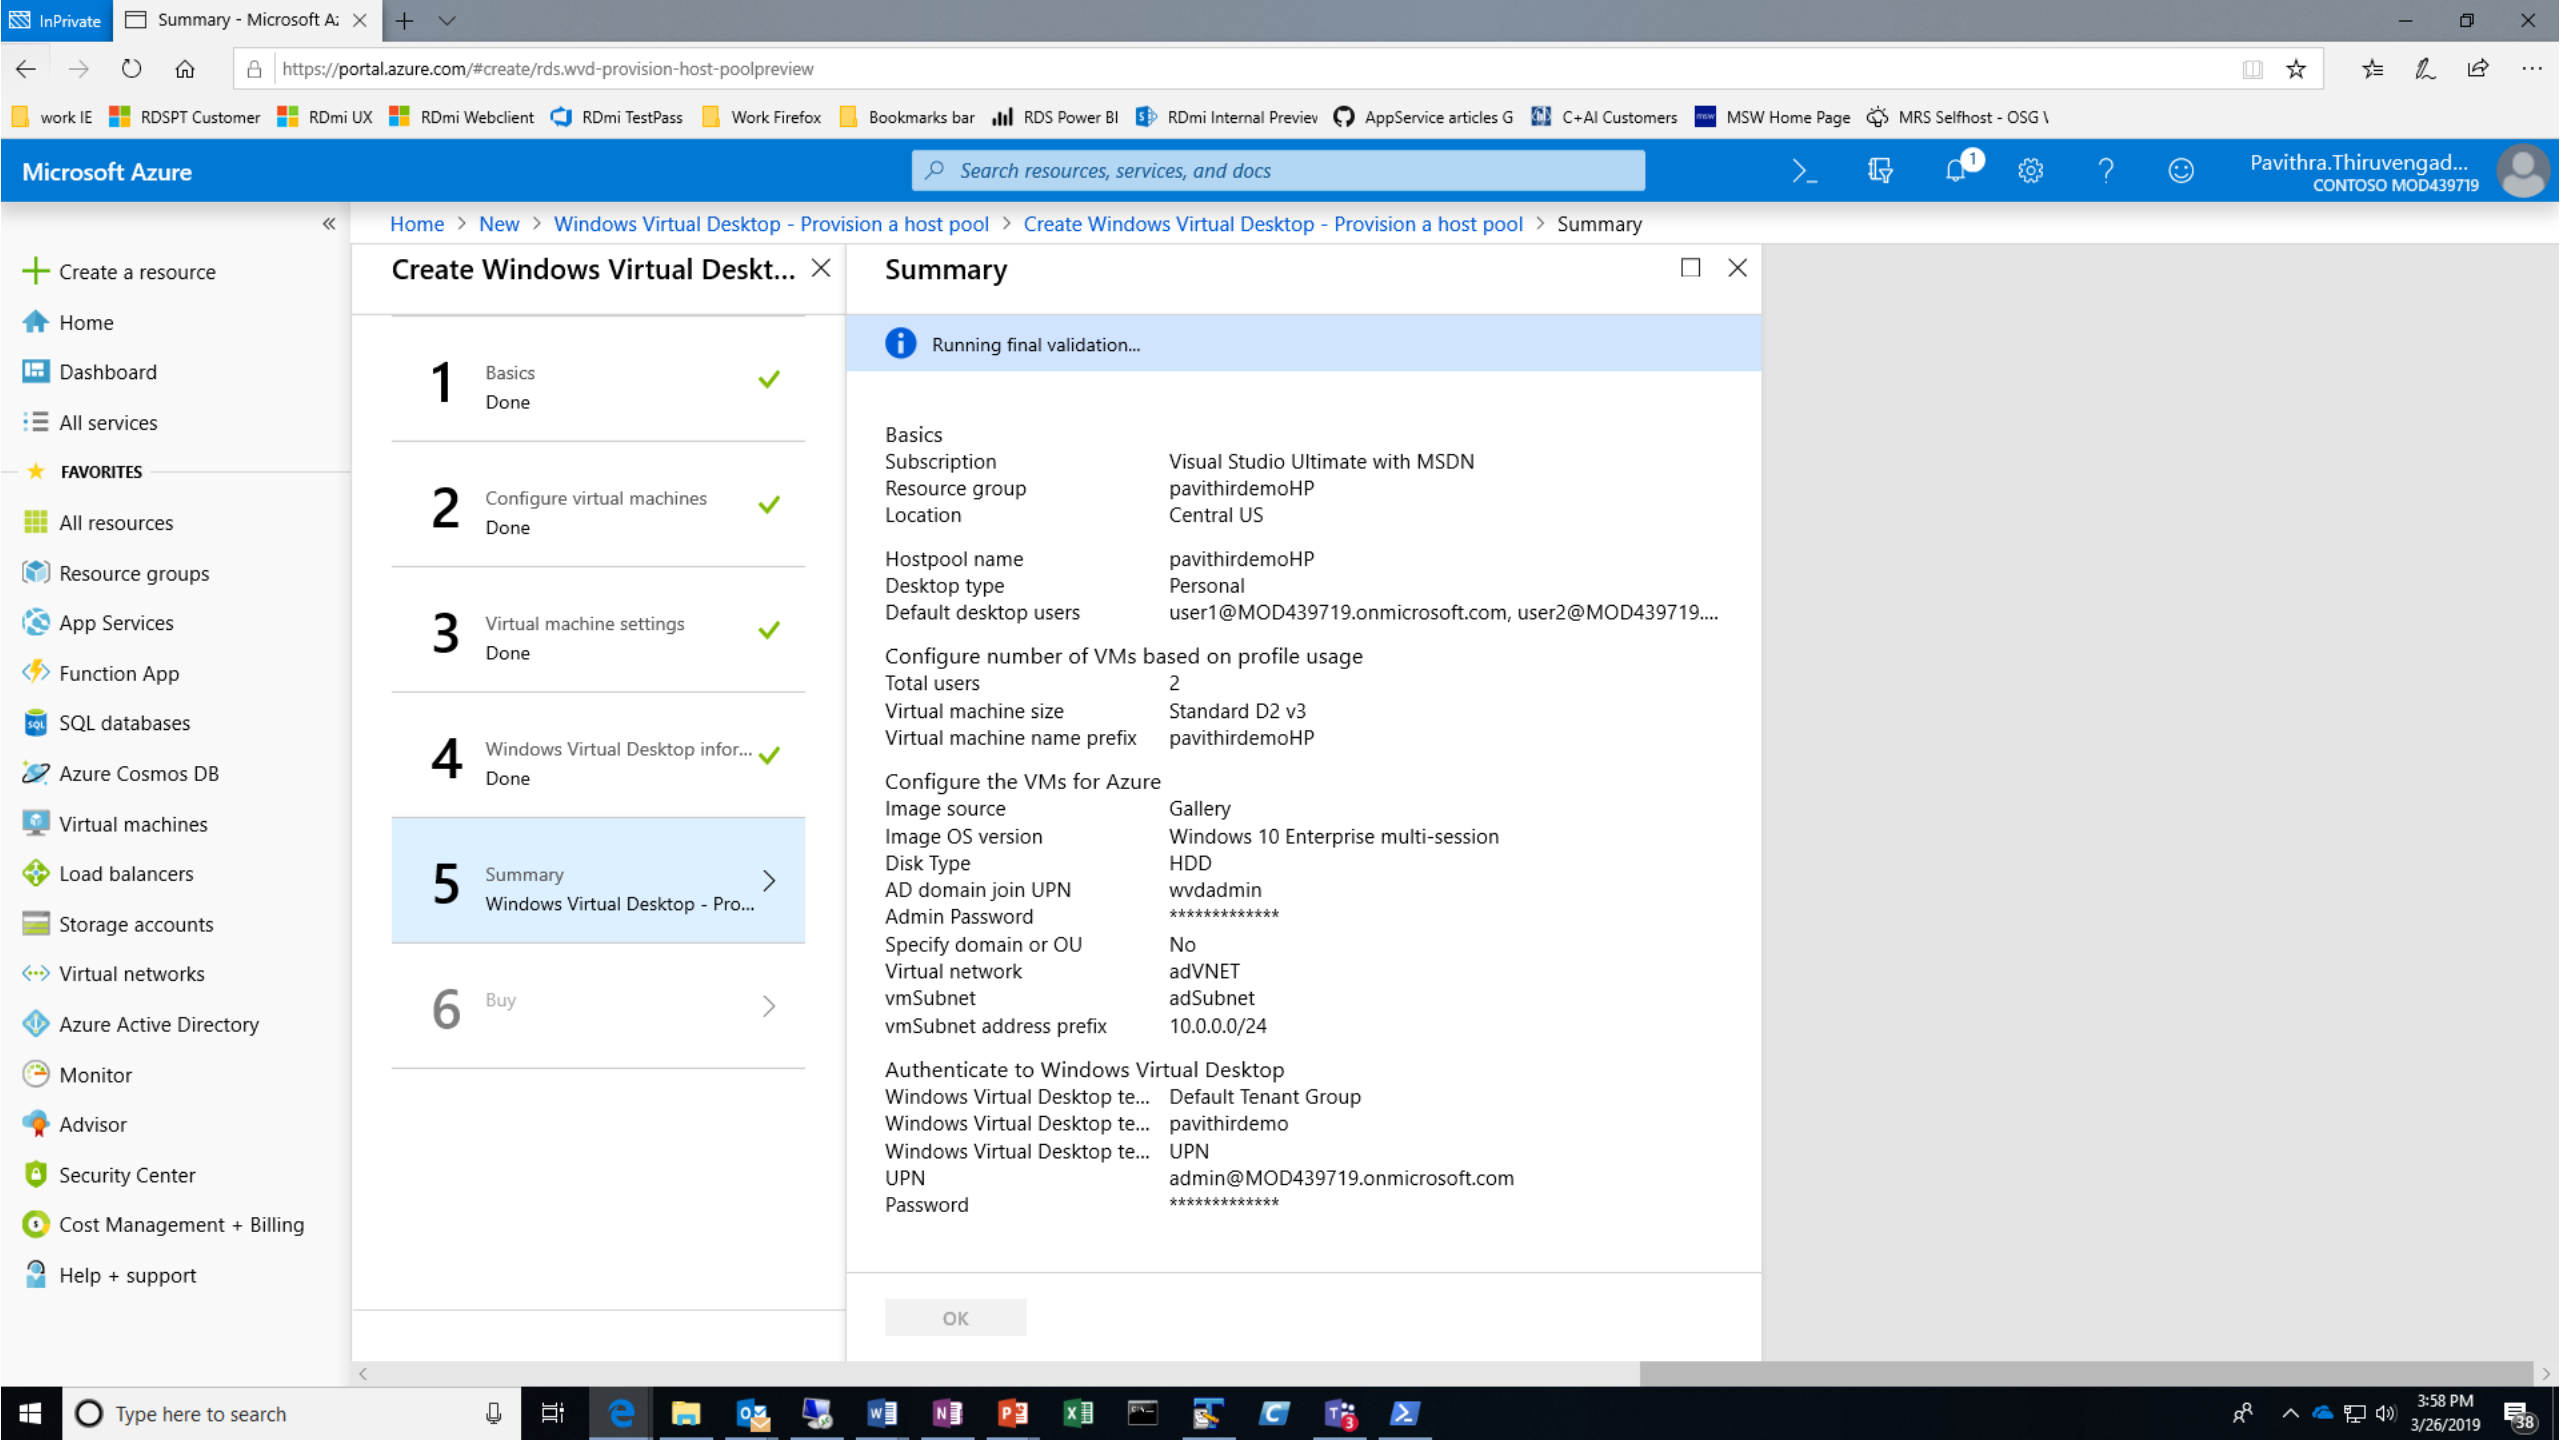 InPrivate
Summary - Microsoft Az
https://portal.azure.com/#create/rds.wvd-provision-host-poolpreview
work IE
RDSPT Customer
RDmi UX
RDmi Webclient
RDmi TestPass
Work Firefox
Bookmarks bar
RDS Power BI
RDmi Internal Preview
AppService articles G
C+AI Customers
MSW Home Page
MRS Selfhost - OSG
Microsoft Azure
Search resources, services, and docs
1
Pavithra.Thiruvengad...
CONTOSO MOD439719
Home > New > Windows Virtual Desktop - Provision a host pool > Create Windows Virtual Desktop - Provision a host pool > Summary
Create a resource
Home
Dashboard
All services
FAVORITES
All resources
Resource groups
App Services
Function App
SQL databases
Azure Cosmos DB
Virtual machines
Load balancers
Storage accounts
Virtual networks
Azure Active Directory
Monitor
Advisor
Security Center
Cost Management + Billing
Help + support
Create Windows Virtual Deskt...
1 Basics
Done
2 Configure virtual machines
Done
3 Virtual machine settings
Done
4 Windows Virtual Desktop infor...
Done
5 Summary
Windows Virtual Desktop - Pro...
6 Buy
Summary
Running final validation...
Basics
Subscription Visual Studio Ultimate with MSDN
Resource group pavithirdemoHP
Location Central US
Hostpool name pavithirdemoHP
Desktop type Personal
Default desktop users user1@MOD439719.onmicrosoft.com, user2@MOD439719....
Configure number of VMs based on profile usage
Total users 2
Virtual machine size Standard D2 v3
Virtual machine name prefix pavithirdemoHP
Configure the VMs for Azure
Image source Gallery
Image OS version Windows 10 Enterprise multi-session
Disk Type HDD
AD domain join UPN wvdadmin
Admin Password *************
Specify domain or OU No
Virtual network adVNET
vmSubnet adSubnet
vmSubnet address prefix 10.0.0.0/24
Authenticate to Windows Virtual Desktop
Windows Virtual Desktop te... Default Tenant Group
Windows Virtual Desktop te... pavithirdemo
Windows Virtual Desktop te... UPN
UPN admin@MOD439719.onmicrosoft.com
Password *************
OK
Type here to search
3:58 PM
3/26/2019
38